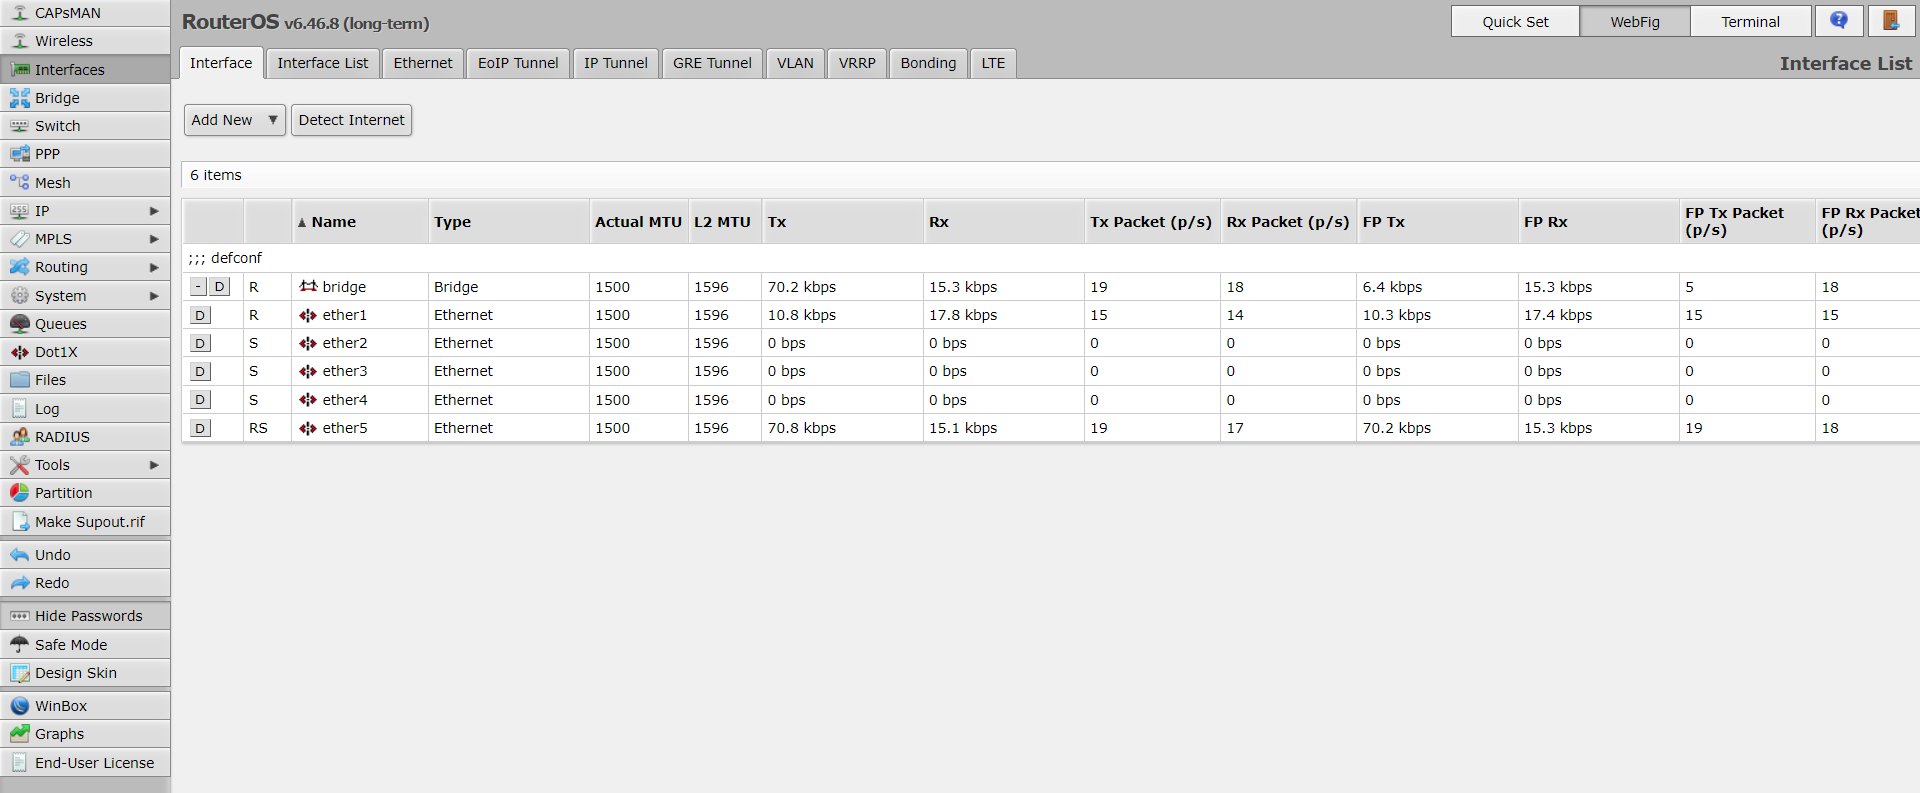 CAPsMAN
Wireless
Interfaces
Bridge
Switch
PPP
Mesh
IP
MPLS
Routing
System
Queues
Dot1X
Files
Log
RADIUS
Tools
Partition
Make Supout.rif
Undo
Redo
Hide Passwords
Safe Mode
Design Skin
WinBox
Graphs
End-User License
RouterOS v6.46.8 (long-term)
Quick Set WebFig Terminal
Interface Interface List Ethernet EoIP Tunnel IP Tunnel GRE Tunnel VLAN VRRP Bonding LTE Interface List
Add New ▼ Detect Internet
6 items
▲ Name Type Actual MTU L2 MTU Tx Rx Tx Packet (p/s) Rx Packet (p/s) FP Tx FP Rx FP Tx Packet (p/s) FP Rx Packet (p/s)
;;; defconf
- D R bridge Bridge 1500 1596 70.2 kbps 15.3 kbps 19 18 6.4 kbps 15.3 kbps 5 18
D R ether1 Ethernet 1500 1596 10.8 kbps 17.8 kbps 15 14 10.3 kbps 17.4 kbps 15 15
D S ether2 Ethernet 1500 1596 0 bps 0 bps 0 0 0 bps 0 bps 0 0
D S ether3 Ethernet 1500 1596 0 bps 0 bps 0 0 0 bps 0 bps 0 0
D S ether4 Ethernet 1500 1596 0 bps 0 bps 0 0 0 bps 0 bps 0 0
D RS ether5 Ethernet 1500 1596 70.8 kbps 15.1 kbps 19 17 70.2 kbps 15.3 kbps 19 18